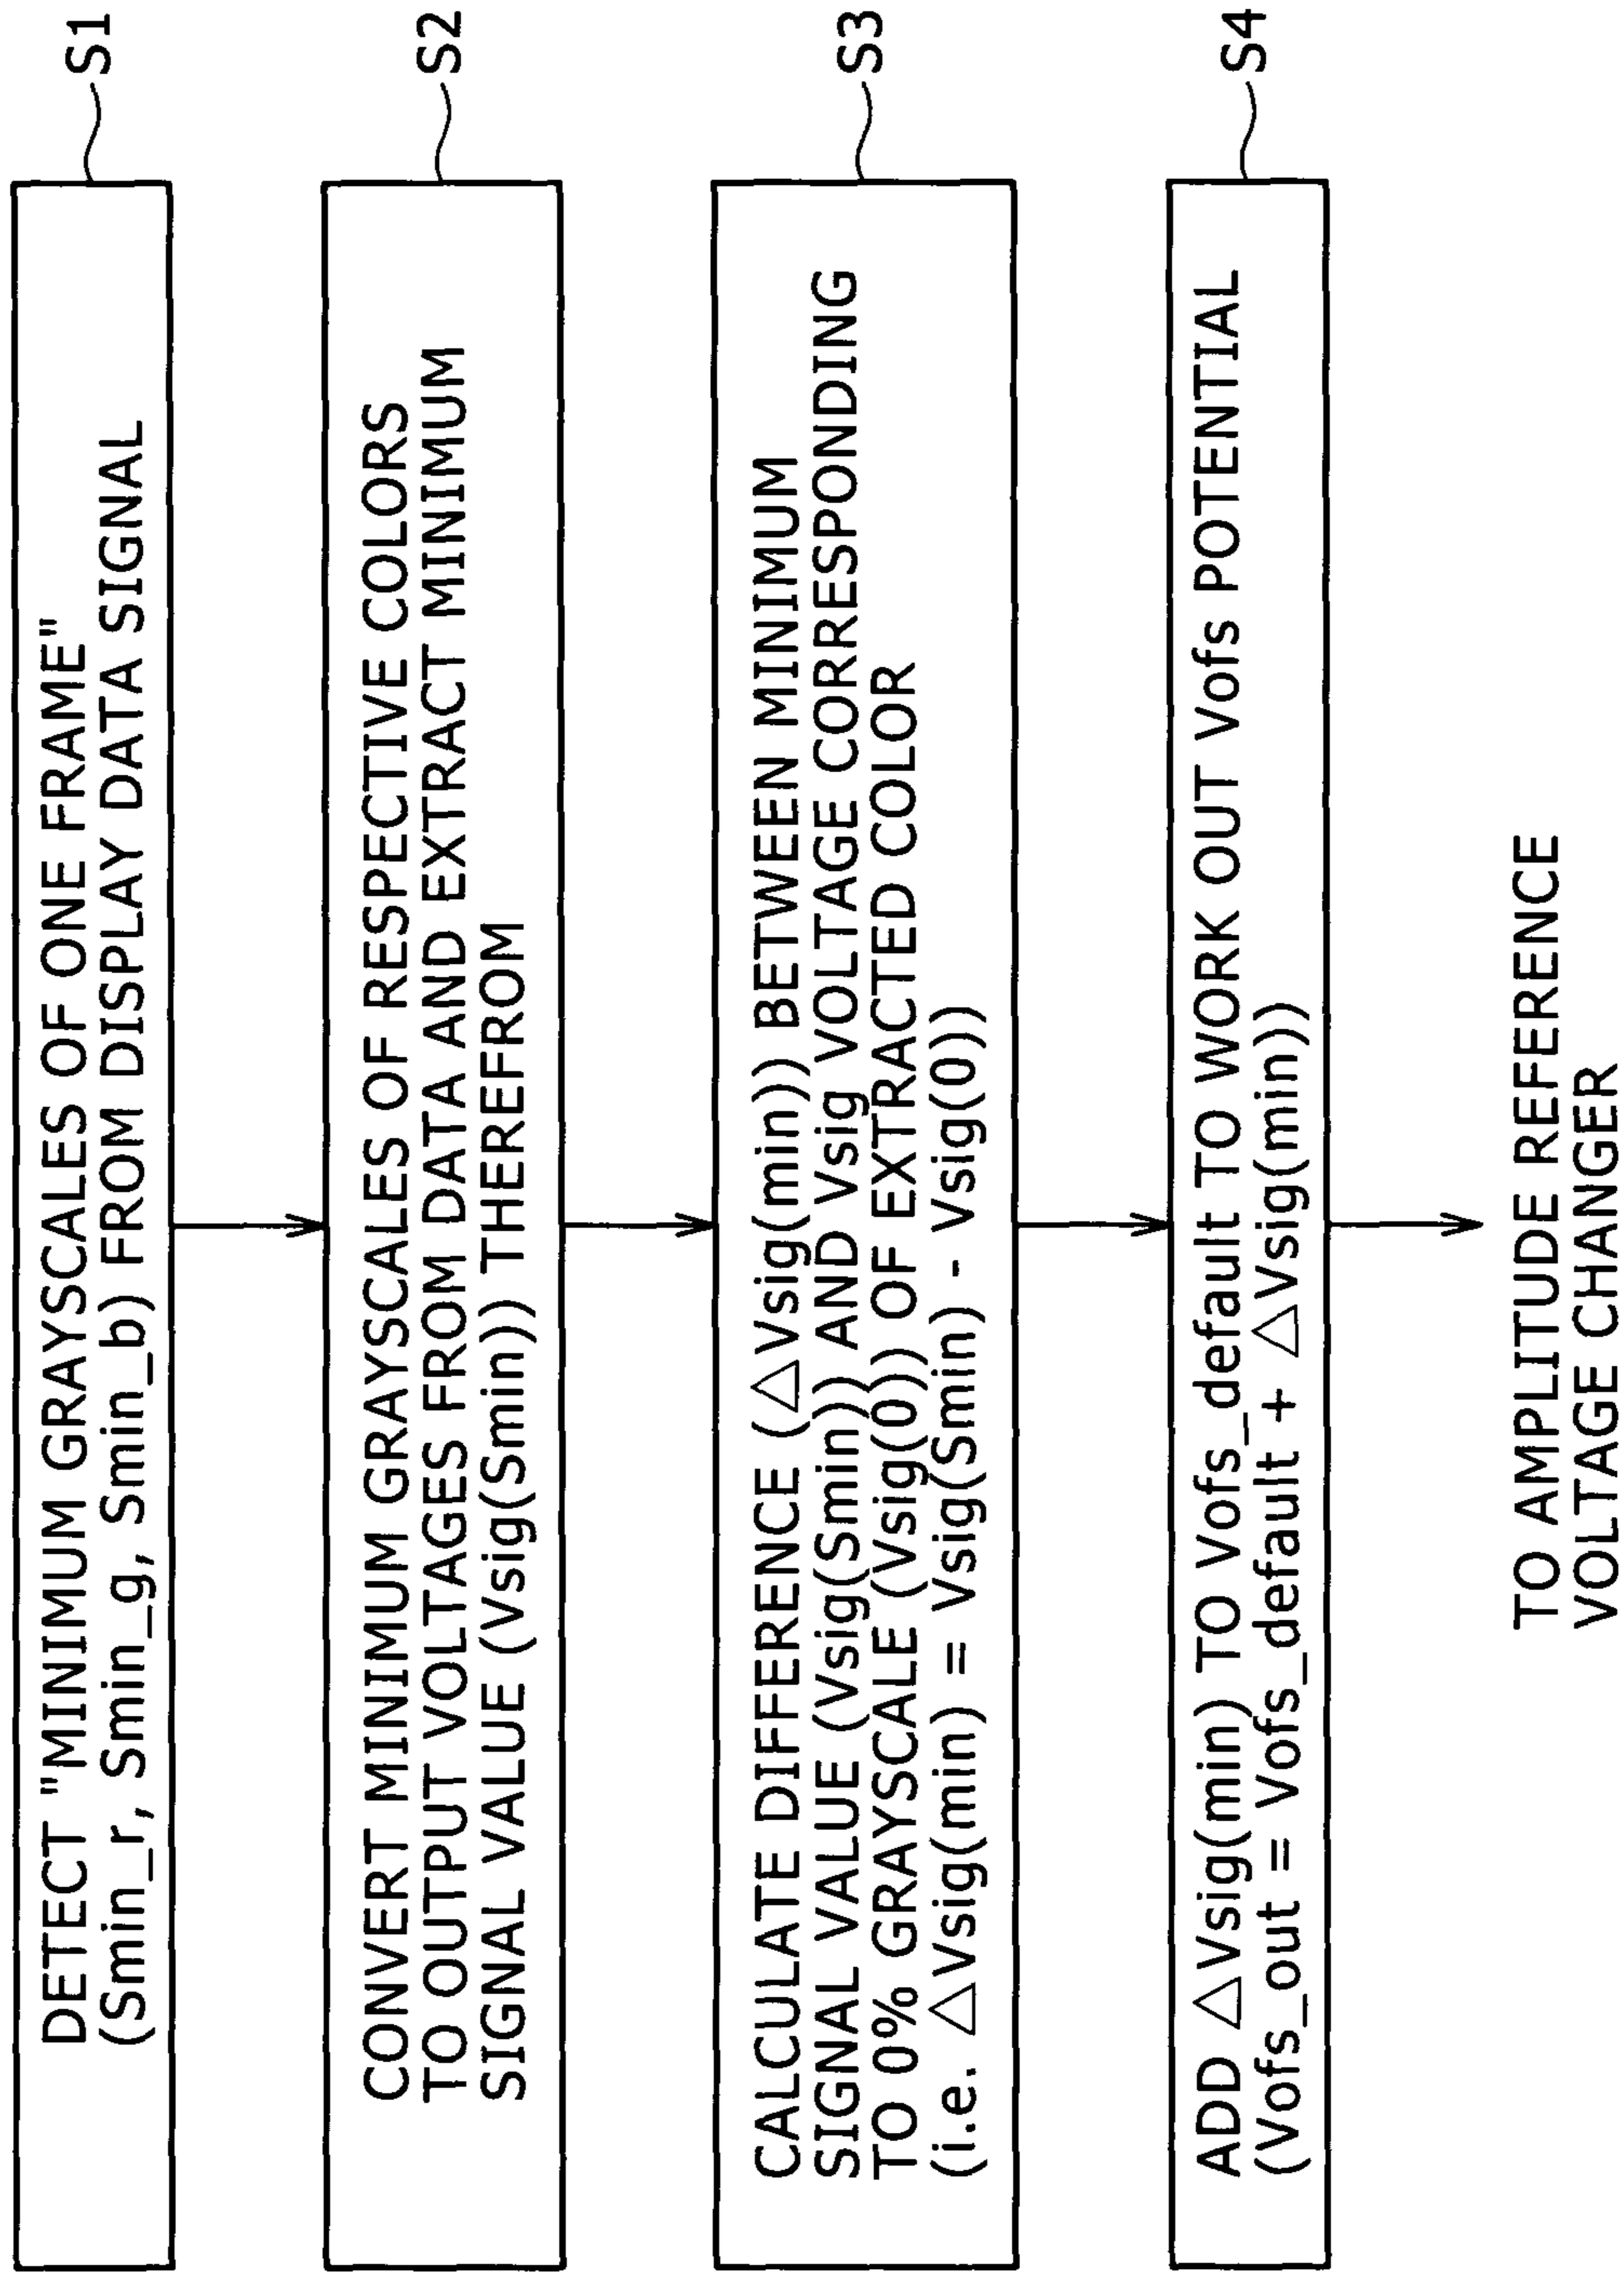 DETECT "MINIMUM GRAYSCALES OF ONE FRAME"
(Smin_r, Smin_g, Smin_b) FROM DISPLAY DATA SIGNAL
S1
CONVERT MINIMUM GRAYSCALES OF RESPECTIVE COLORS
TO OUTPUT VOLTAGES FROM DATA AND EXTRACT MINIMUM
SIGNAL VALUE (Vsig(Smin)) THEREFROM
S2
CALCULATE DIFFERENCE (△Vsig(min)) BETWEEN MINIMUM
SIGNAL VALUE (Vsig(Smin)) AND Vsig VOLTAGE CORRESPONDING
TO 0% GRAYSCALE (Vsig(0)) OF EXTRACTED COLOR
(i.e. △Vsig(min) = Vsig(Smin) - Vsig(0))
S3
ADD △Vsig(min) TO Vofs_default TO WORK OUT Vofs POTENTIAL
(Vofs_out = Vofs_default + △Vsig(min))
S4
TO AMPLITUDE REFERENCE
VOLTAGE CHANGER